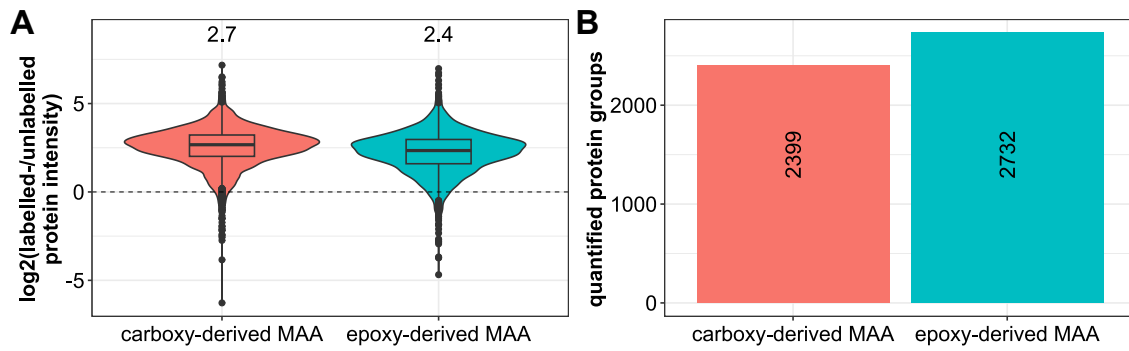 A
log2(labelled-/unlabelled
protein intensity)
5
0
-5
2.7
2.4
carboxy-derived MAA
epoxy-derived MAA
B
quantified protein groups
2000
1000
0
2399
2732
carboxy-derived MAA
epoxy-derived MAA